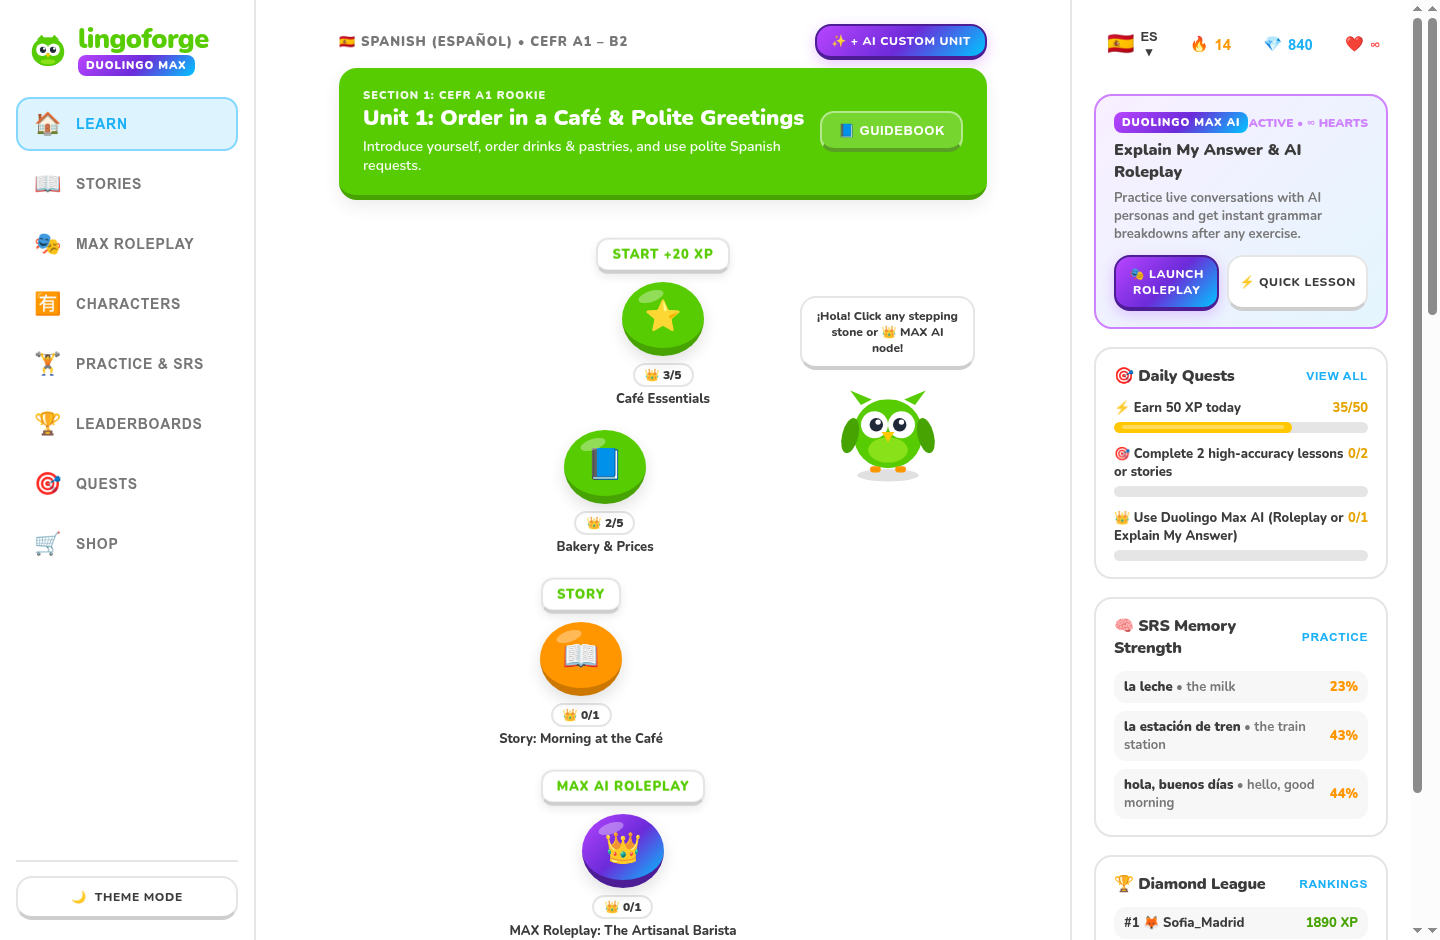 lingoforge
DUOLINGO MAX
LEARN
STORIES
MAX ROLEPLAY
CHARACTERS
PRACTICE & SRS
LEADERBOARDS
QUESTS
SHOP
THEME MODE
SPANISH (ESPAÑOL) • CEFR A1 – B2
+ AI CUSTOM UNIT
SECTION 1: CEFR A1 ROOKIE
Unit 1: Order in a Café & Polite Greetings
Introduce yourself, order drinks & pastries, and use polite Spanish
requests.
GUIDEBOOK
START +20 XP
3/5
Café Essentials
¡Hola! Click any stepping
stone or 👑 MAX AI
node!
2/5
Bakery & Prices
STORY
0/1
Story: Morning at the Café
MAX AI ROLEPLAY
0/1
MAX Roleplay: The Artisanal Barista
ES
▼
14
840
∞
DUOLINGO MAX AI
ACTIVE • ∞ HEARTS
Explain My Answer & AI
Roleplay
Practice live conversations with AI
personas and get instant grammar
breakdowns after any exercise.
LAUNCH
ROLEPLAY
QUICK LESSON
Daily Quests
VIEW ALL
Earn 50 XP today
35/50
Complete 2 high-accuracy lessons
or stories
0/2
Use Duolingo Max AI (Roleplay or
Explain My Answer)
0/1
SRS Memory
Strength
PRACTICE
la leche • the milk
23%
la estación de tren • the train
station
43%
hola, buenos días • hello, good
morning
44%
Diamond League
RANKINGS
#1 🦊 Sofia_Madrid
1890 XP
有